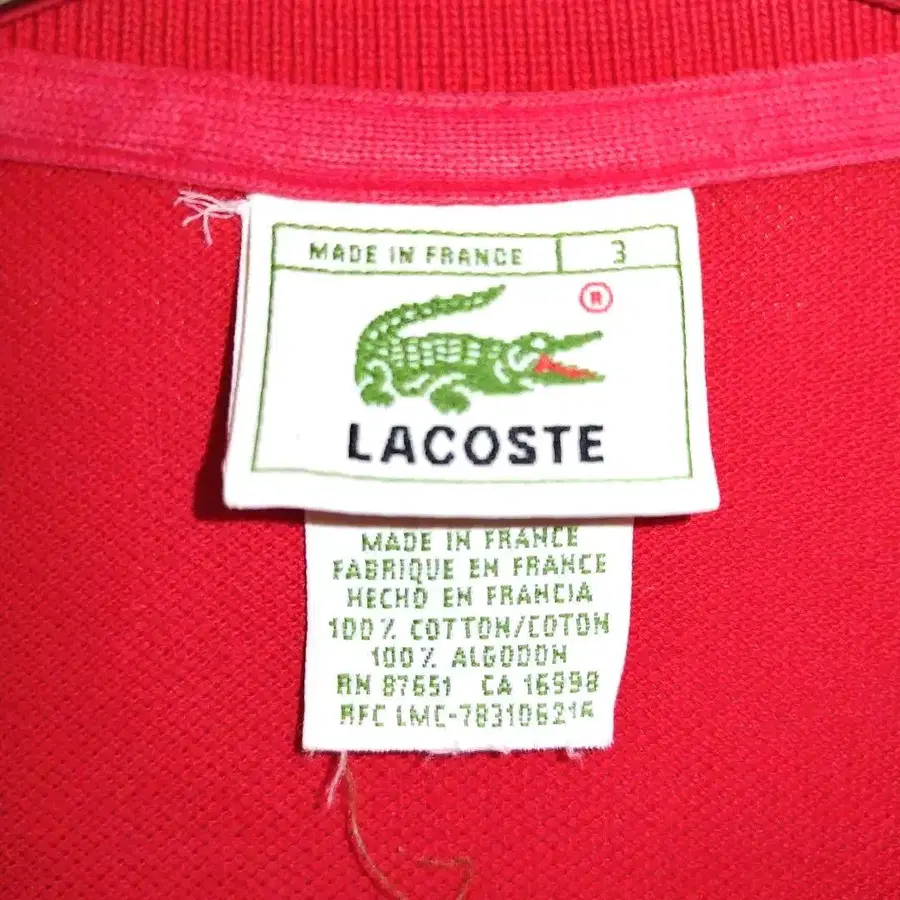 MADE IN FRANCE 3
®
LACOSTE
MADE IN FRANCE
FABRIQUE EN FRANCE
HECHO EN FRANCIA
100% COTTON/COTON
100% ALGODON
RN 87651 CA 16998
RFC LMC-783106214